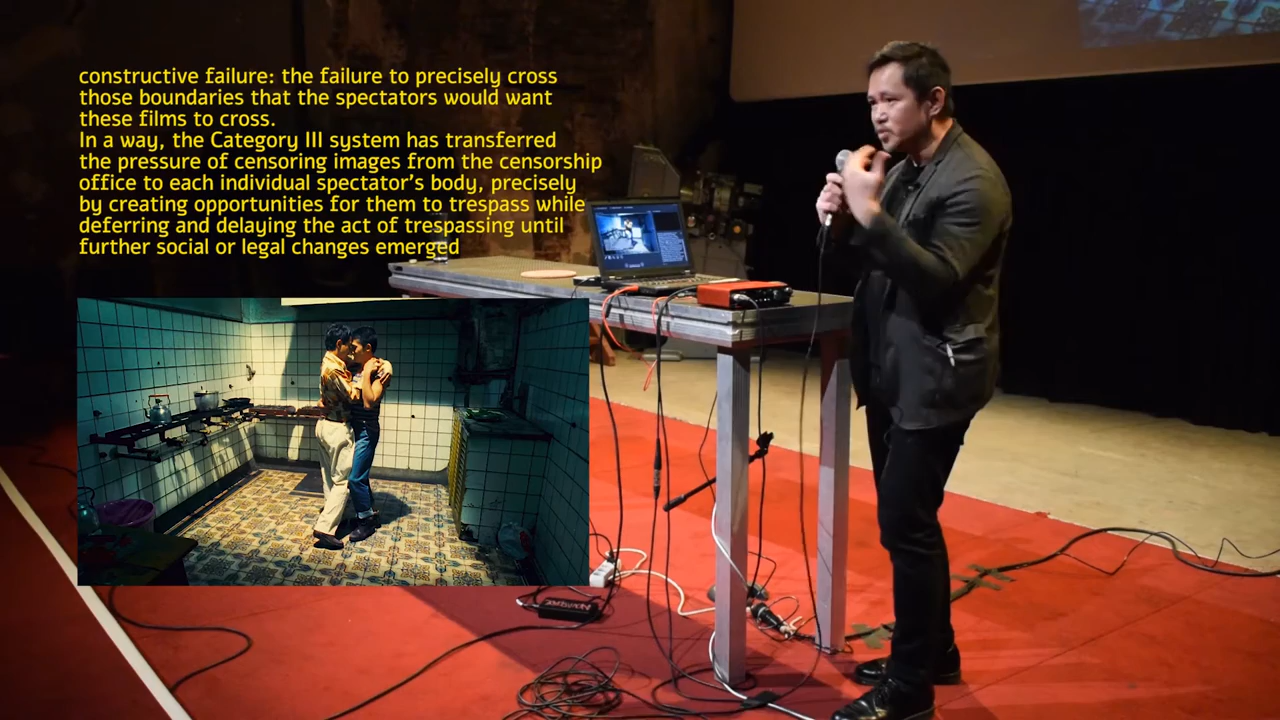 constructive failure: the failure to precisely cross
those boundaries that the spectators would want
these films to cross.
In a way, the Category III system has transferred
the pressure of censoring images from the censorship
office to each individual spectator's body, precisely
by creating opportunities for them to trespass while
deferring and delaying the act of trespassing until
further social or legal changes emerged